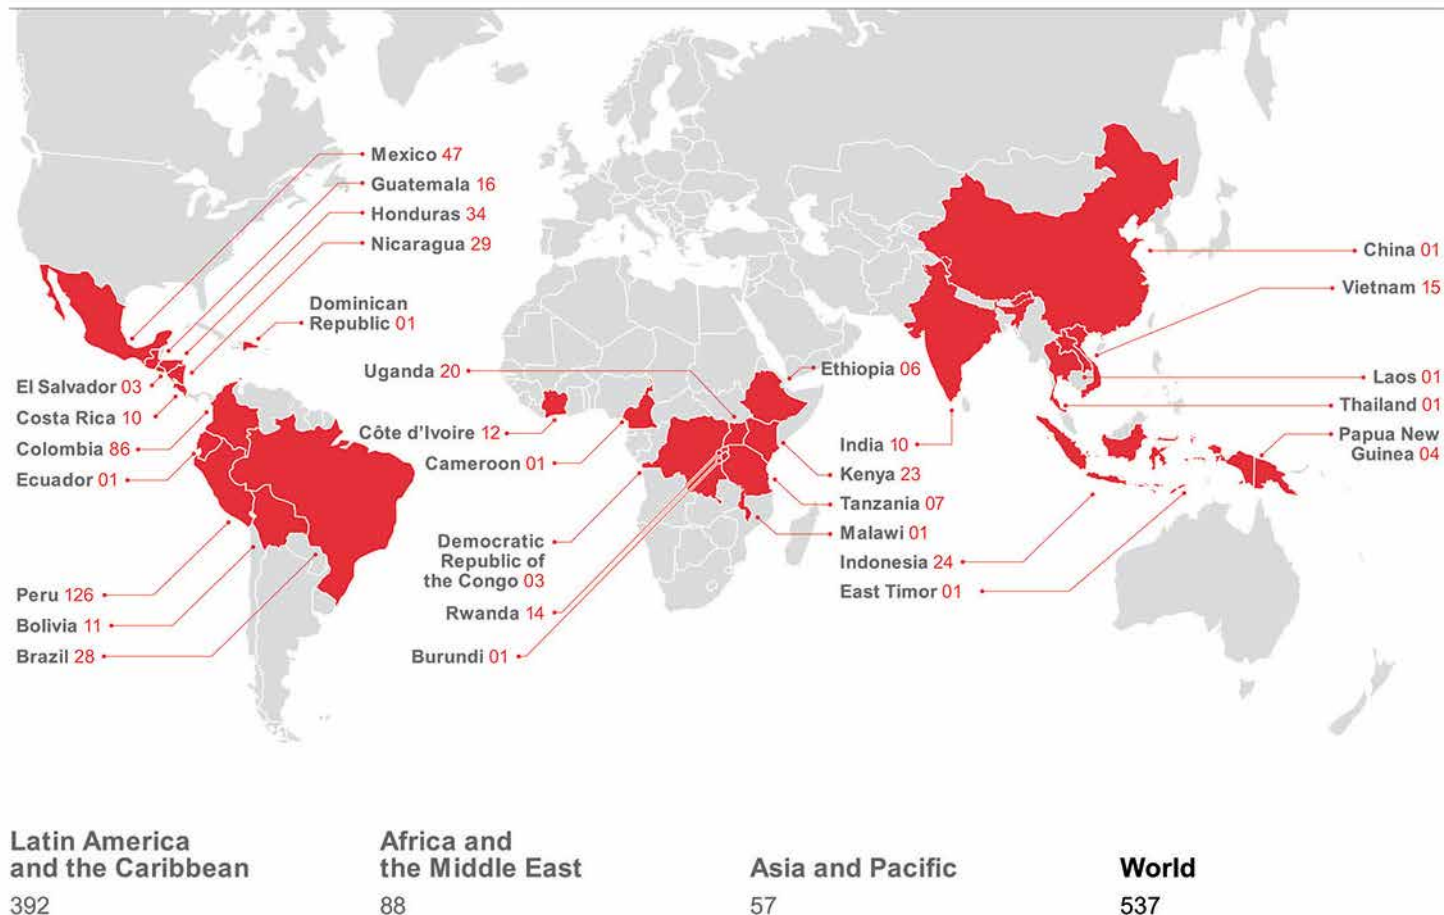 Mexico 47
Guatemala 16
Honduras 34
Nicaragua 29
Dominican
Republic 01
El Salvador 03
Costa Rica 10
Colombia 86
Ecuador 01
Peru 126
Bolivia 11
Brazil 28
Uganda 20
Côte d’Ivoire 12
Cameroon 01
Democratic
Republic of
the Congo 03
Rwanda 14
Burundi 01
Ethiopia 06
India 10
Kenya 23
Tanzania 07
Malawi 01
Indonesia 24
East Timor 01
China 01
Vietnam 15
Laos 01
Thailand 01
Papua New
Guinea 04
Latin America
and the Caribbean
392
Africa and
the Middle East
88
Asia and Pacific
57
World
537